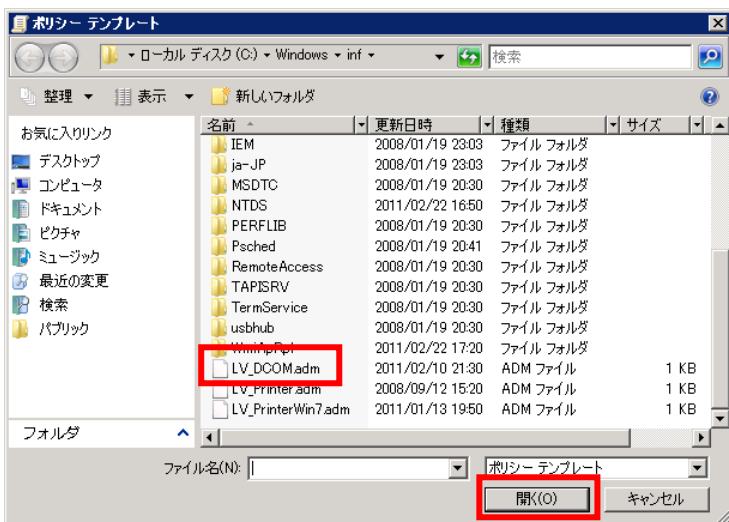 ポリシー テンプレート
ローカル ディスク (C:) Windows inf 検索
整理 表示 新しいフォルダ
お気に入りリンク
デスクトップ
コンピュータ
ドキュメント
ピクチャ
ミュージック
最近の変更
検索
パブリック
フォルダ
名前 更新日時 種類 サイズ
IEM 2008/01/19 23:03 ファイル フォルダ
ja-JP 2008/01/19 23:03 ファイル フォルダ
MSDTC 2008/01/19 20:30 ファイル フォルダ
NTDS 2011/02/22 16:50 ファイル フォルダ
PERFLIB 2008/01/19 20:30 ファイル フォルダ
Psched 2008/01/19 20:41 ファイル フォルダ
RemoteAccess 2008/01/19 20:30 ファイル フォルダ
TAPISRV 2008/01/19 20:30 ファイル フォルダ
TermService 2008/01/19 20:30 ファイル フォルダ
usbhub 2008/01/19 20:30 ファイル フォルダ
WmiApRpl 2011/02/22 17:20 ファイル フォルダ
LV_DCOM.adm 2011/02/10 21:30 ADM ファイル 1 KB
LV_Printer.adm 2008/09/12 15:20 ADM ファイル 1 KB
LV_PrinterWin7.adm 2011/01/13 19:50 ADM ファイル 1 KB
ファイル名(N): ポリシー テンプレート
開く(O) キャンセル